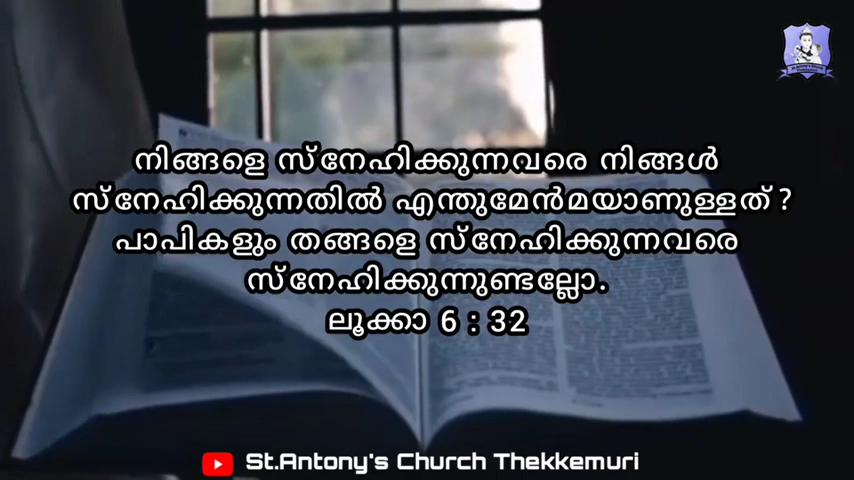 നിങ്ങളെ സ്നേഹിക്കുന്നവരെ നിങ്ങൾ
സ്നേഹിക്കുന്നതിൽ എന്തുമേൻമയാണുള്ളത്?
പാപികളും തങ്ങളെ സ്നേഹിക്കുന്നവരെ
സ്നേഹിക്കുന്നുണ്ടല്ലോ.
ലൂക്കാ 6 : 32
St.Antony's Church Thekkemuri